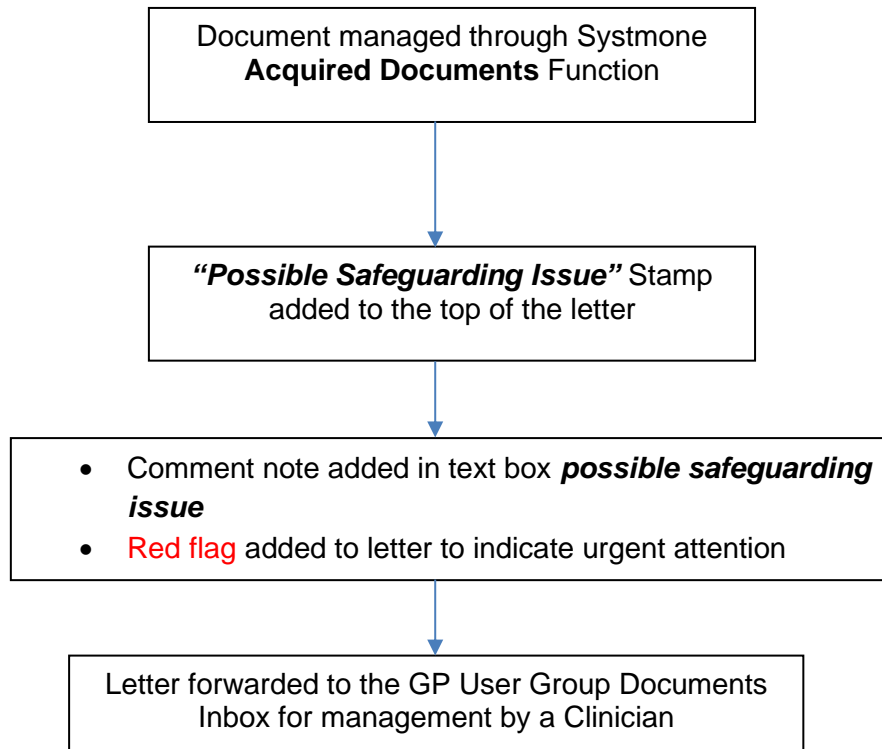 Document managed through Systmone
Acquired Documents Function
“Possible Safeguarding Issue” Stamp
added to the top of the letter
• Comment note added in text box possible safeguarding
issue
• Red flag added to letter to indicate urgent attention
Letter forwarded to the GP User Group Documents
Inbox for management by a Clinician